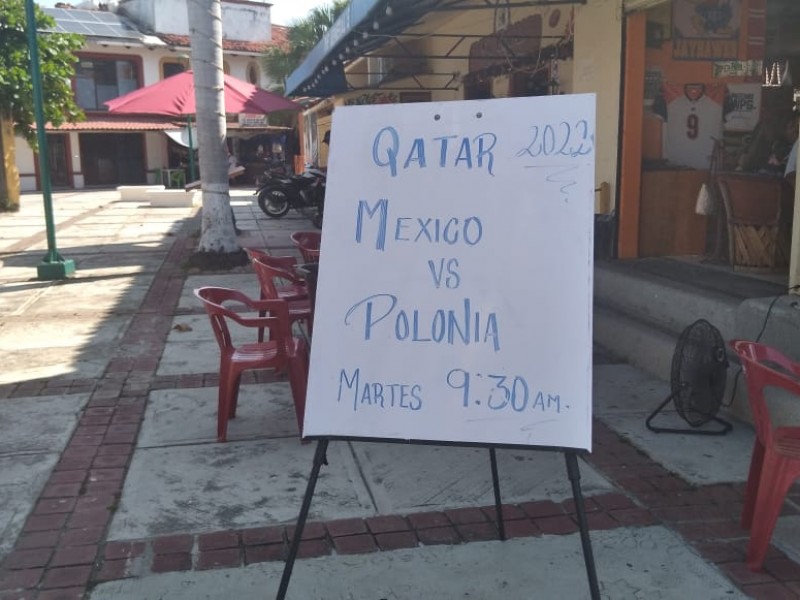 QATAR 2022
MEXICO
VS
POLONIA
MARTES 9:30 AM.
9